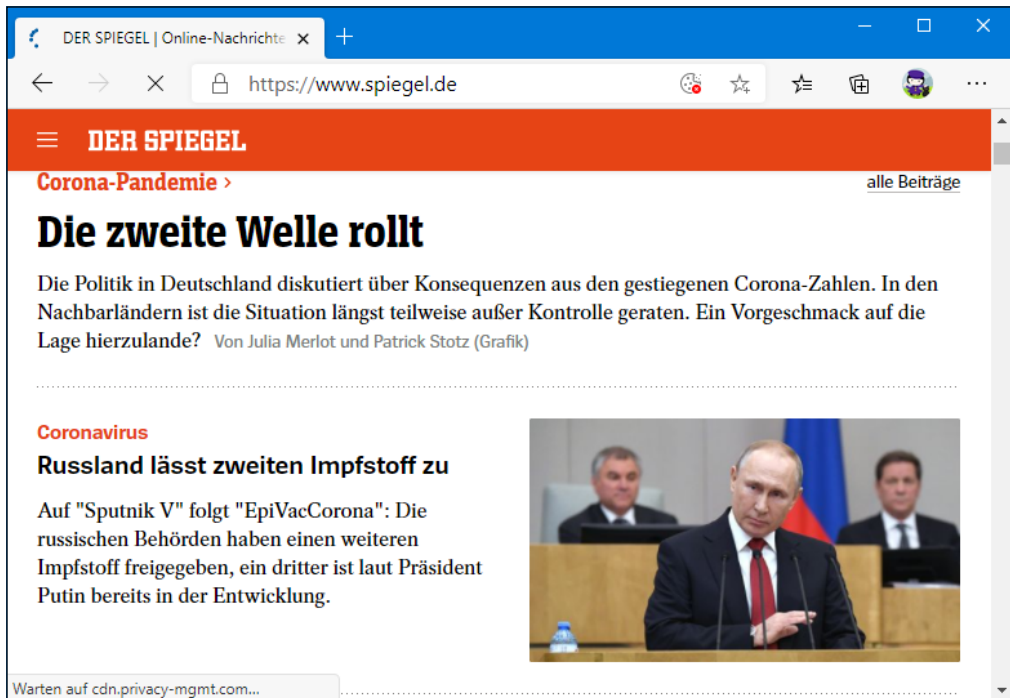 DER SPIEGEL | Online-Nachrichte
https://www.spiegel.de
DER SPIEGEL
Corona-Pandemie >
alle Beiträge
Die zweite Welle rollt
Die Politik in Deutschland diskutiert über Konsequenzen aus den gestiegenen Corona-Zahlen. In den
Nachbarländern ist die Situation längst teilweise außer Kontrolle geraten. Ein Vorgeschmack auf die
Lage hierzulande? Von Julia Merlot und Patrick Stotz (Grafik)
Coronavirus
Russland lässt zweiten Impfstoff zu
Auf "Sputnik V" folgt "EpiVacCorona": Die
russischen Behörden haben einen weiteren
Impfstoff freigegeben, ein dritter ist laut Präsident
Putin bereits in der Entwicklung.
Warten auf cdn.privacy-mgmt.com...